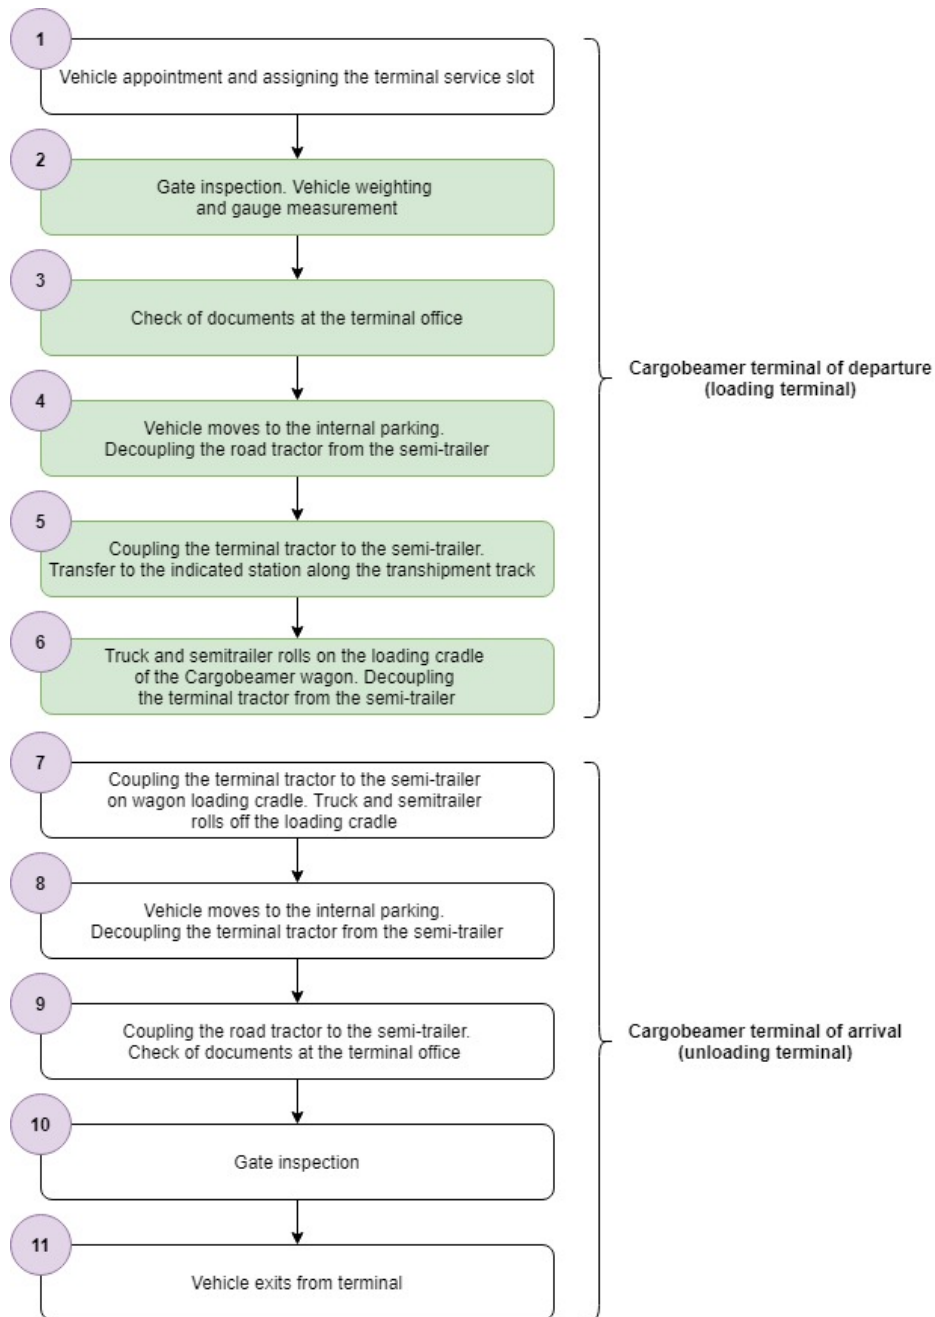 1
Vehicle appointment and assigning the terminal service slot
2
Gate inspection. Vehicle weighting
and gauge measurement
3
Check of documents at the terminal office
Cargobeamer terminal of departure
(loading terminal)
4
Vehicle moves to the internal parking.
Decoupling the road tractor from the semi-trailer
5
Coupling the terminal tractor to the semi-trailer.
Transfer to the indicated station along the transhipment track
6
Truck and semitrailer rolls on the loading cradle
of the Cargobeamer wagon. Decoupling
the terminal tractor from the semi-trailer
7
Coupling the terminal tractor to the semi-trailer
on wagon loading cradle. Truck and semitrailer
rolls off the loading cradle
8
Vehicle moves to the internal parking.
Decoupling the terminal tractor from the semi-trailer
9
Coupling the road tractor to the semi-trailer.
Check of documents at the terminal office
Cargobeamer terminal of arrival
(unloading terminal)
10
Gate inspection
11
Vehicle exits from terminal